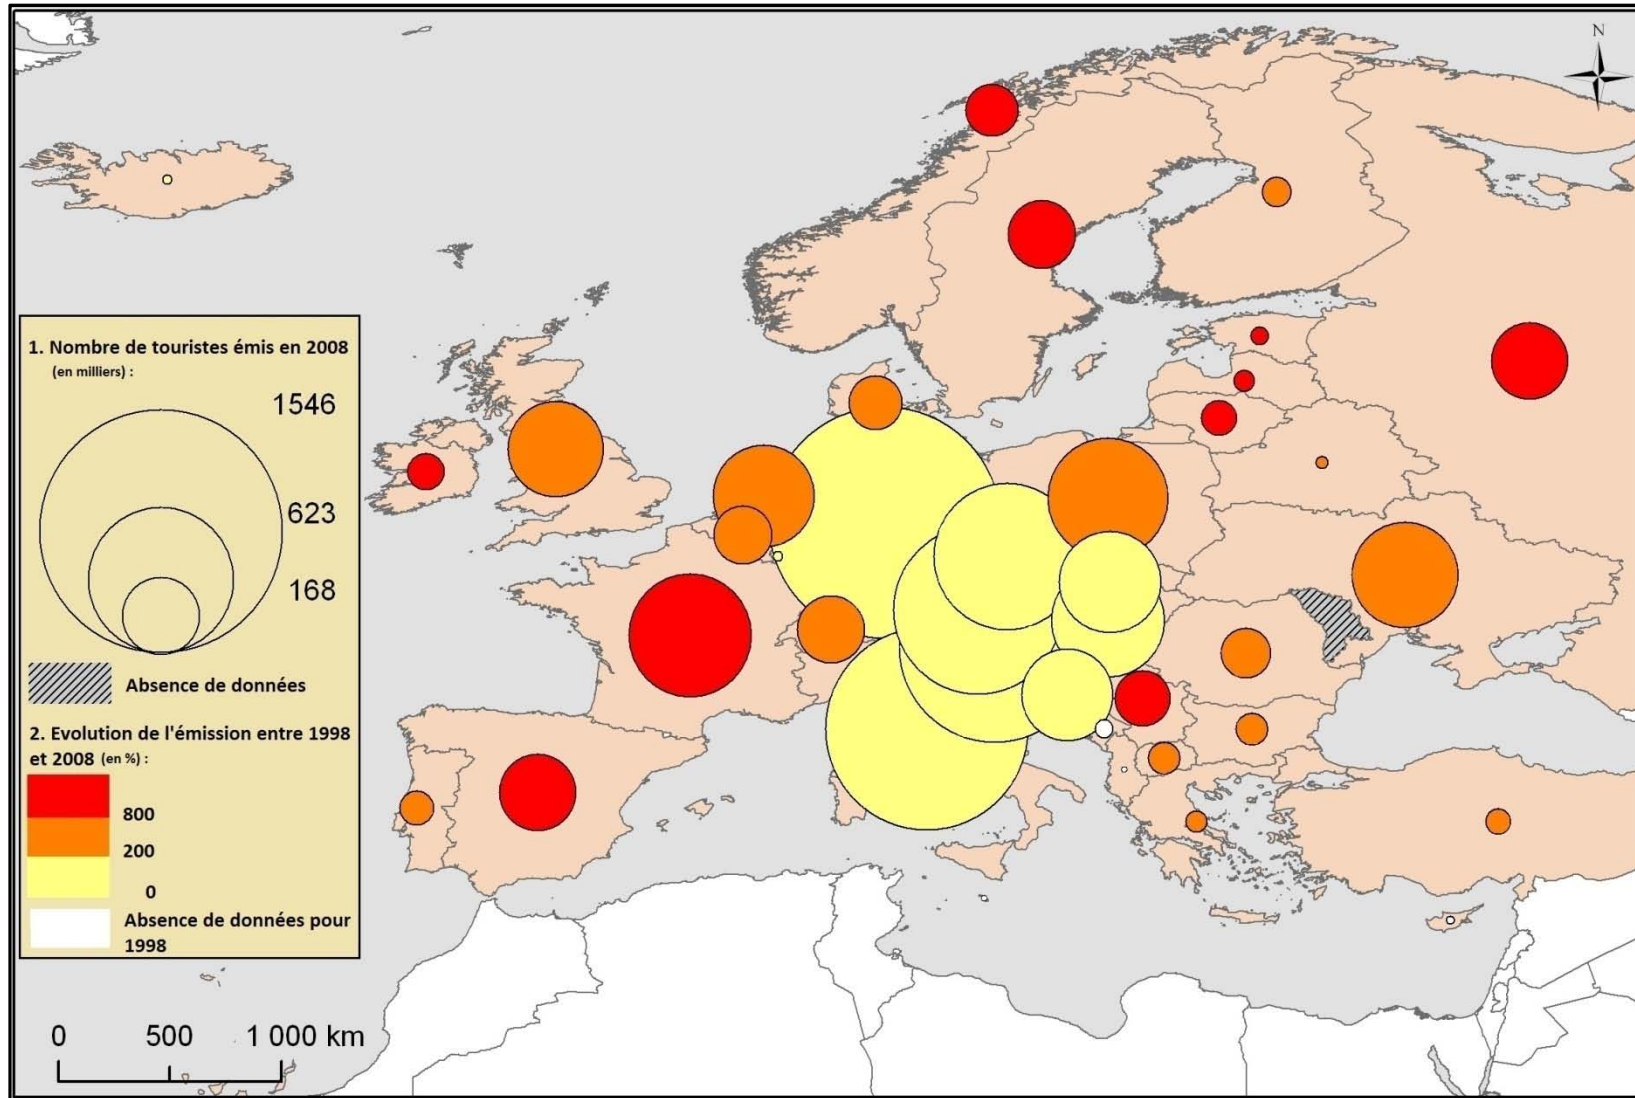 N
1. Nombre de touristes émis en 2008
(en milliers) :
1546
623
168
Absence de données
2. Evolution de l'émission entre 1998
et 2008 (en %) :
800
200
0
Absence de données pour
1998
0 500 1 000 km